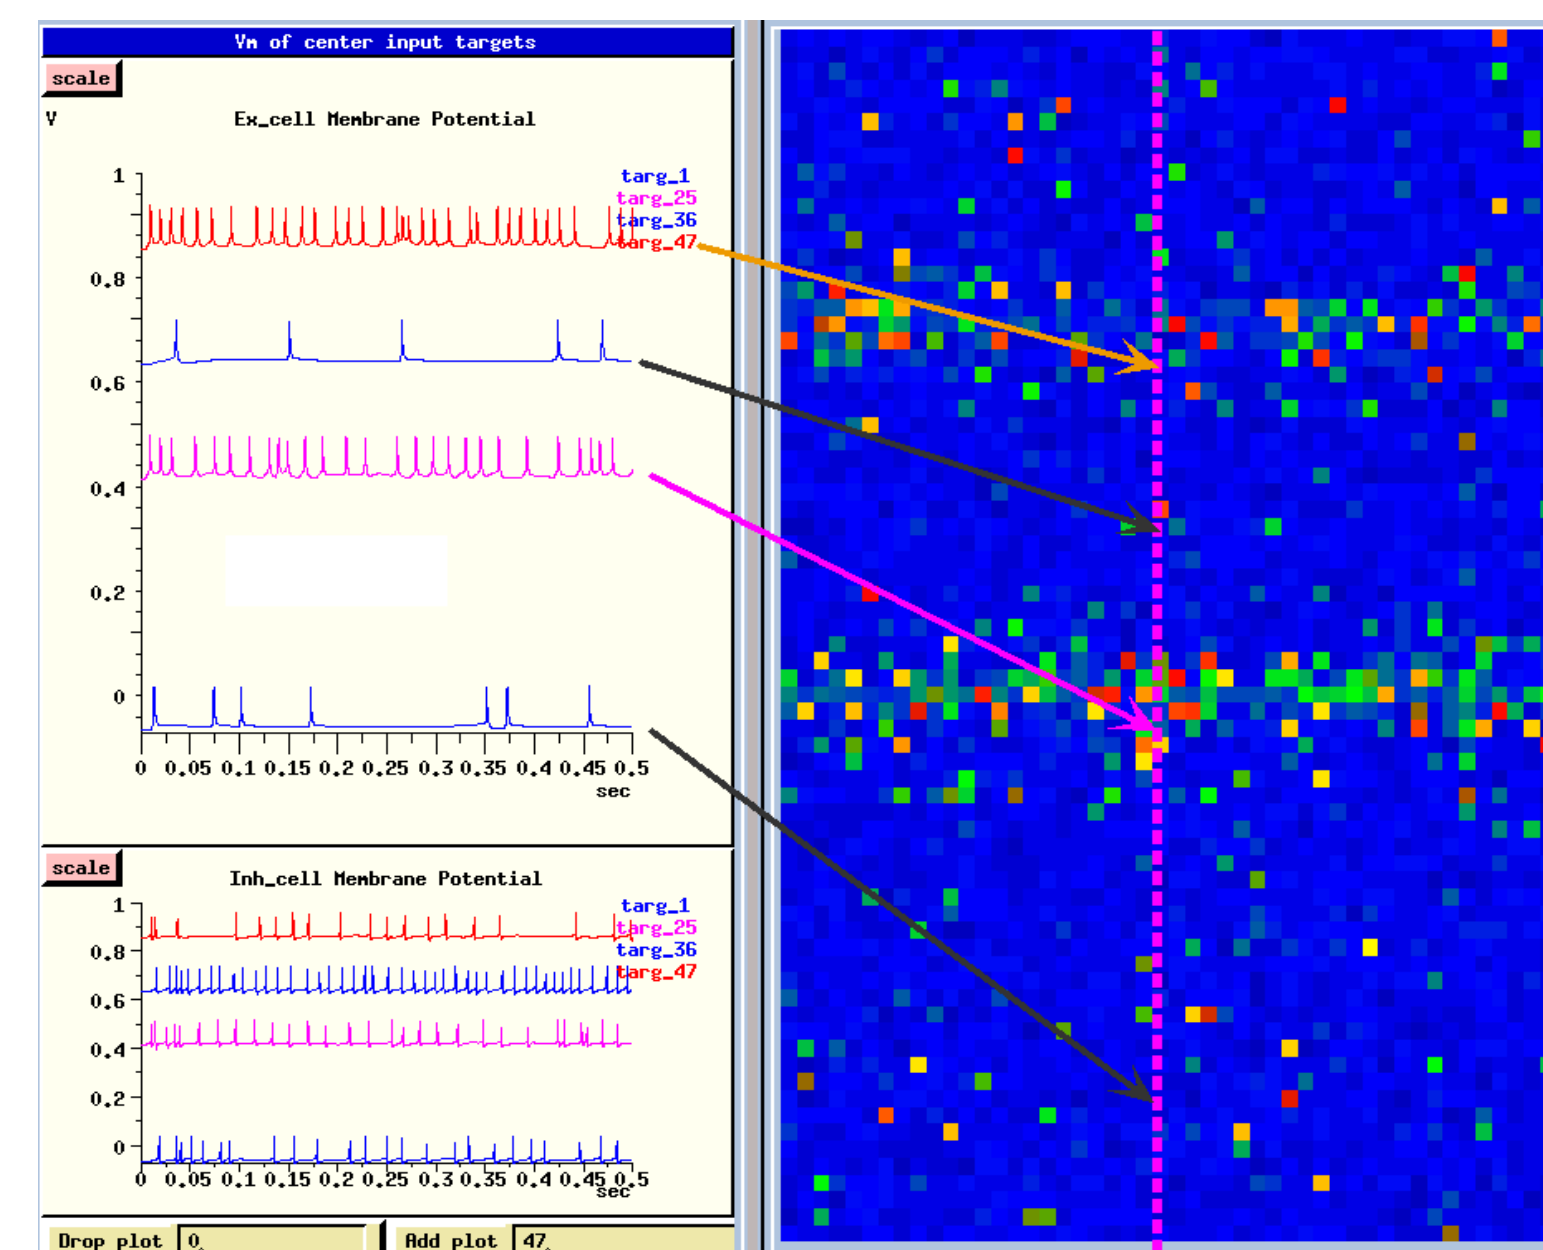 Vm of center input targets
scale
V
Ex_cell Membrane Potential
targ_1
targ_25
targ_36
targ_47
1
0.8
0.6
0.4
0.2
0
0 0.05 0.1 0.15 0.2 0.25 0.3 0.35 0.4 0.45 0.5
sec
scale
Inh_cell Membrane Potential
targ_1
targ_25
targ_36
targ_47
1
0.8
0.6
0.4
0.2
0
0 0.05 0.1 0.15 0.2 0.25 0.3 0.35 0.4 0.45 0.5
sec
Drop plot 0 Add plot 47